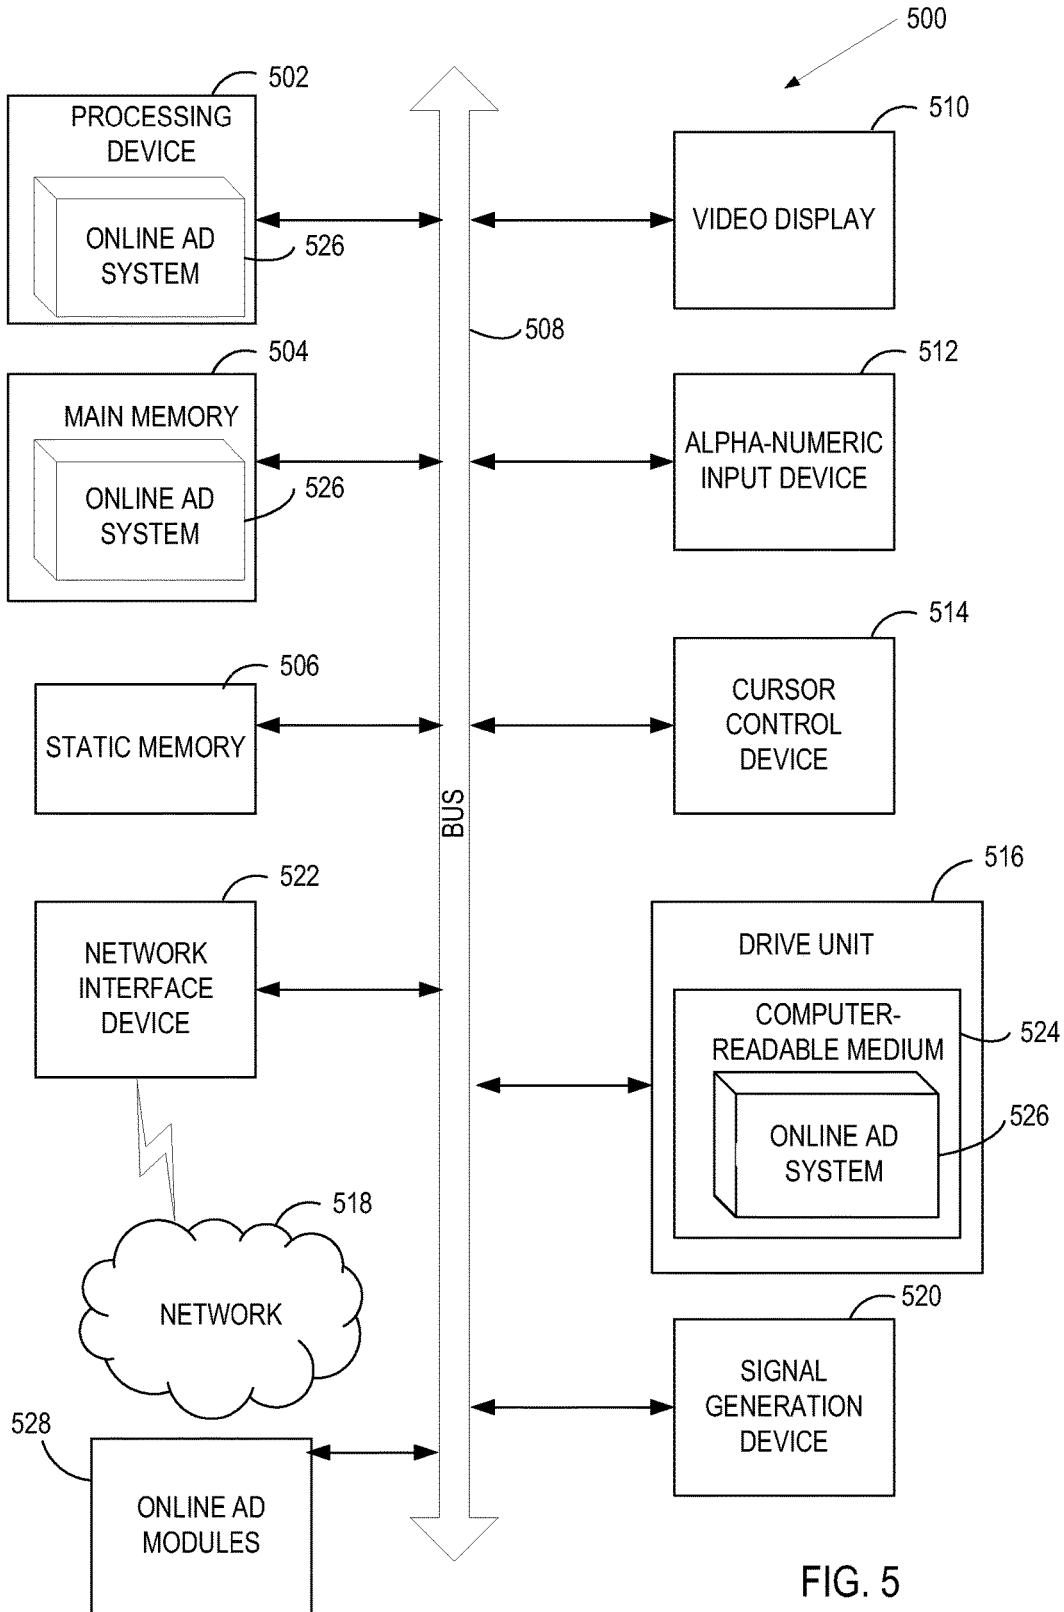 500
502
PROCESSING
DEVICE
ONLINE AD
SYSTEM
526
510
VIDEO DISPLAY
508
504
MAIN MEMORY
ONLINE AD
SYSTEM
526
512
ALPHA-NUMERIC
INPUT DEVICE
506
STATIC MEMORY
514
CURSOR
CONTROL
DEVICE
BUS
522
NETWORK
INTERFACE
DEVICE
516
DRIVE UNIT
COMPUTER-
READABLE MEDIUM
524
ONLINE AD
SYSTEM
526
518
NETWORK
520
SIGNAL
GENERATION
DEVICE
528
ONLINE AD
MODULES
FIG. 5